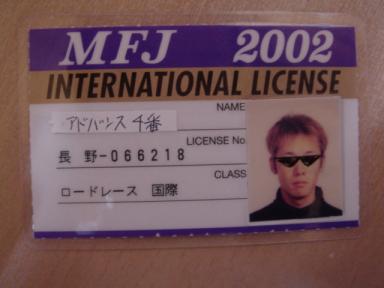 MFJ 2002
INTERNATIONAL LICENSE
NAME
アドバンス 4番
LICENSE No.
長 野-066218
CLASS
ロードレース 国際